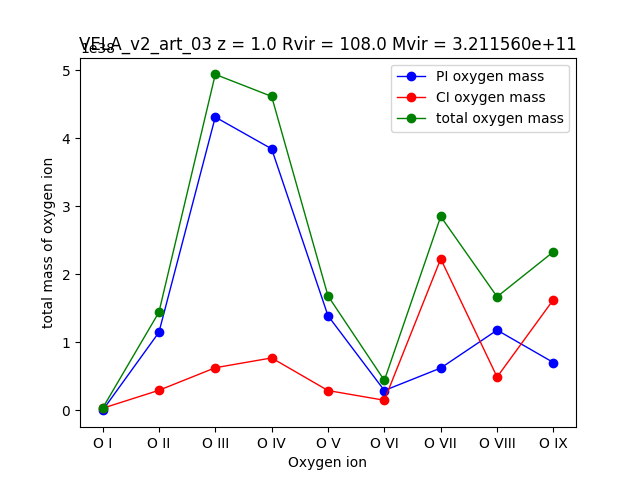 VELA_v2_art_03 z = 1.0 Rvir = 108.0 Mvir = 3.211560e+11
1e38
PI oxygen mass
CI oxygen mass
total oxygen mass
total mass of oxygen ion
5
4
3
2
1
0
O I O II O III O IV O V O VI O VII O VIII O IX
Oxygen ion